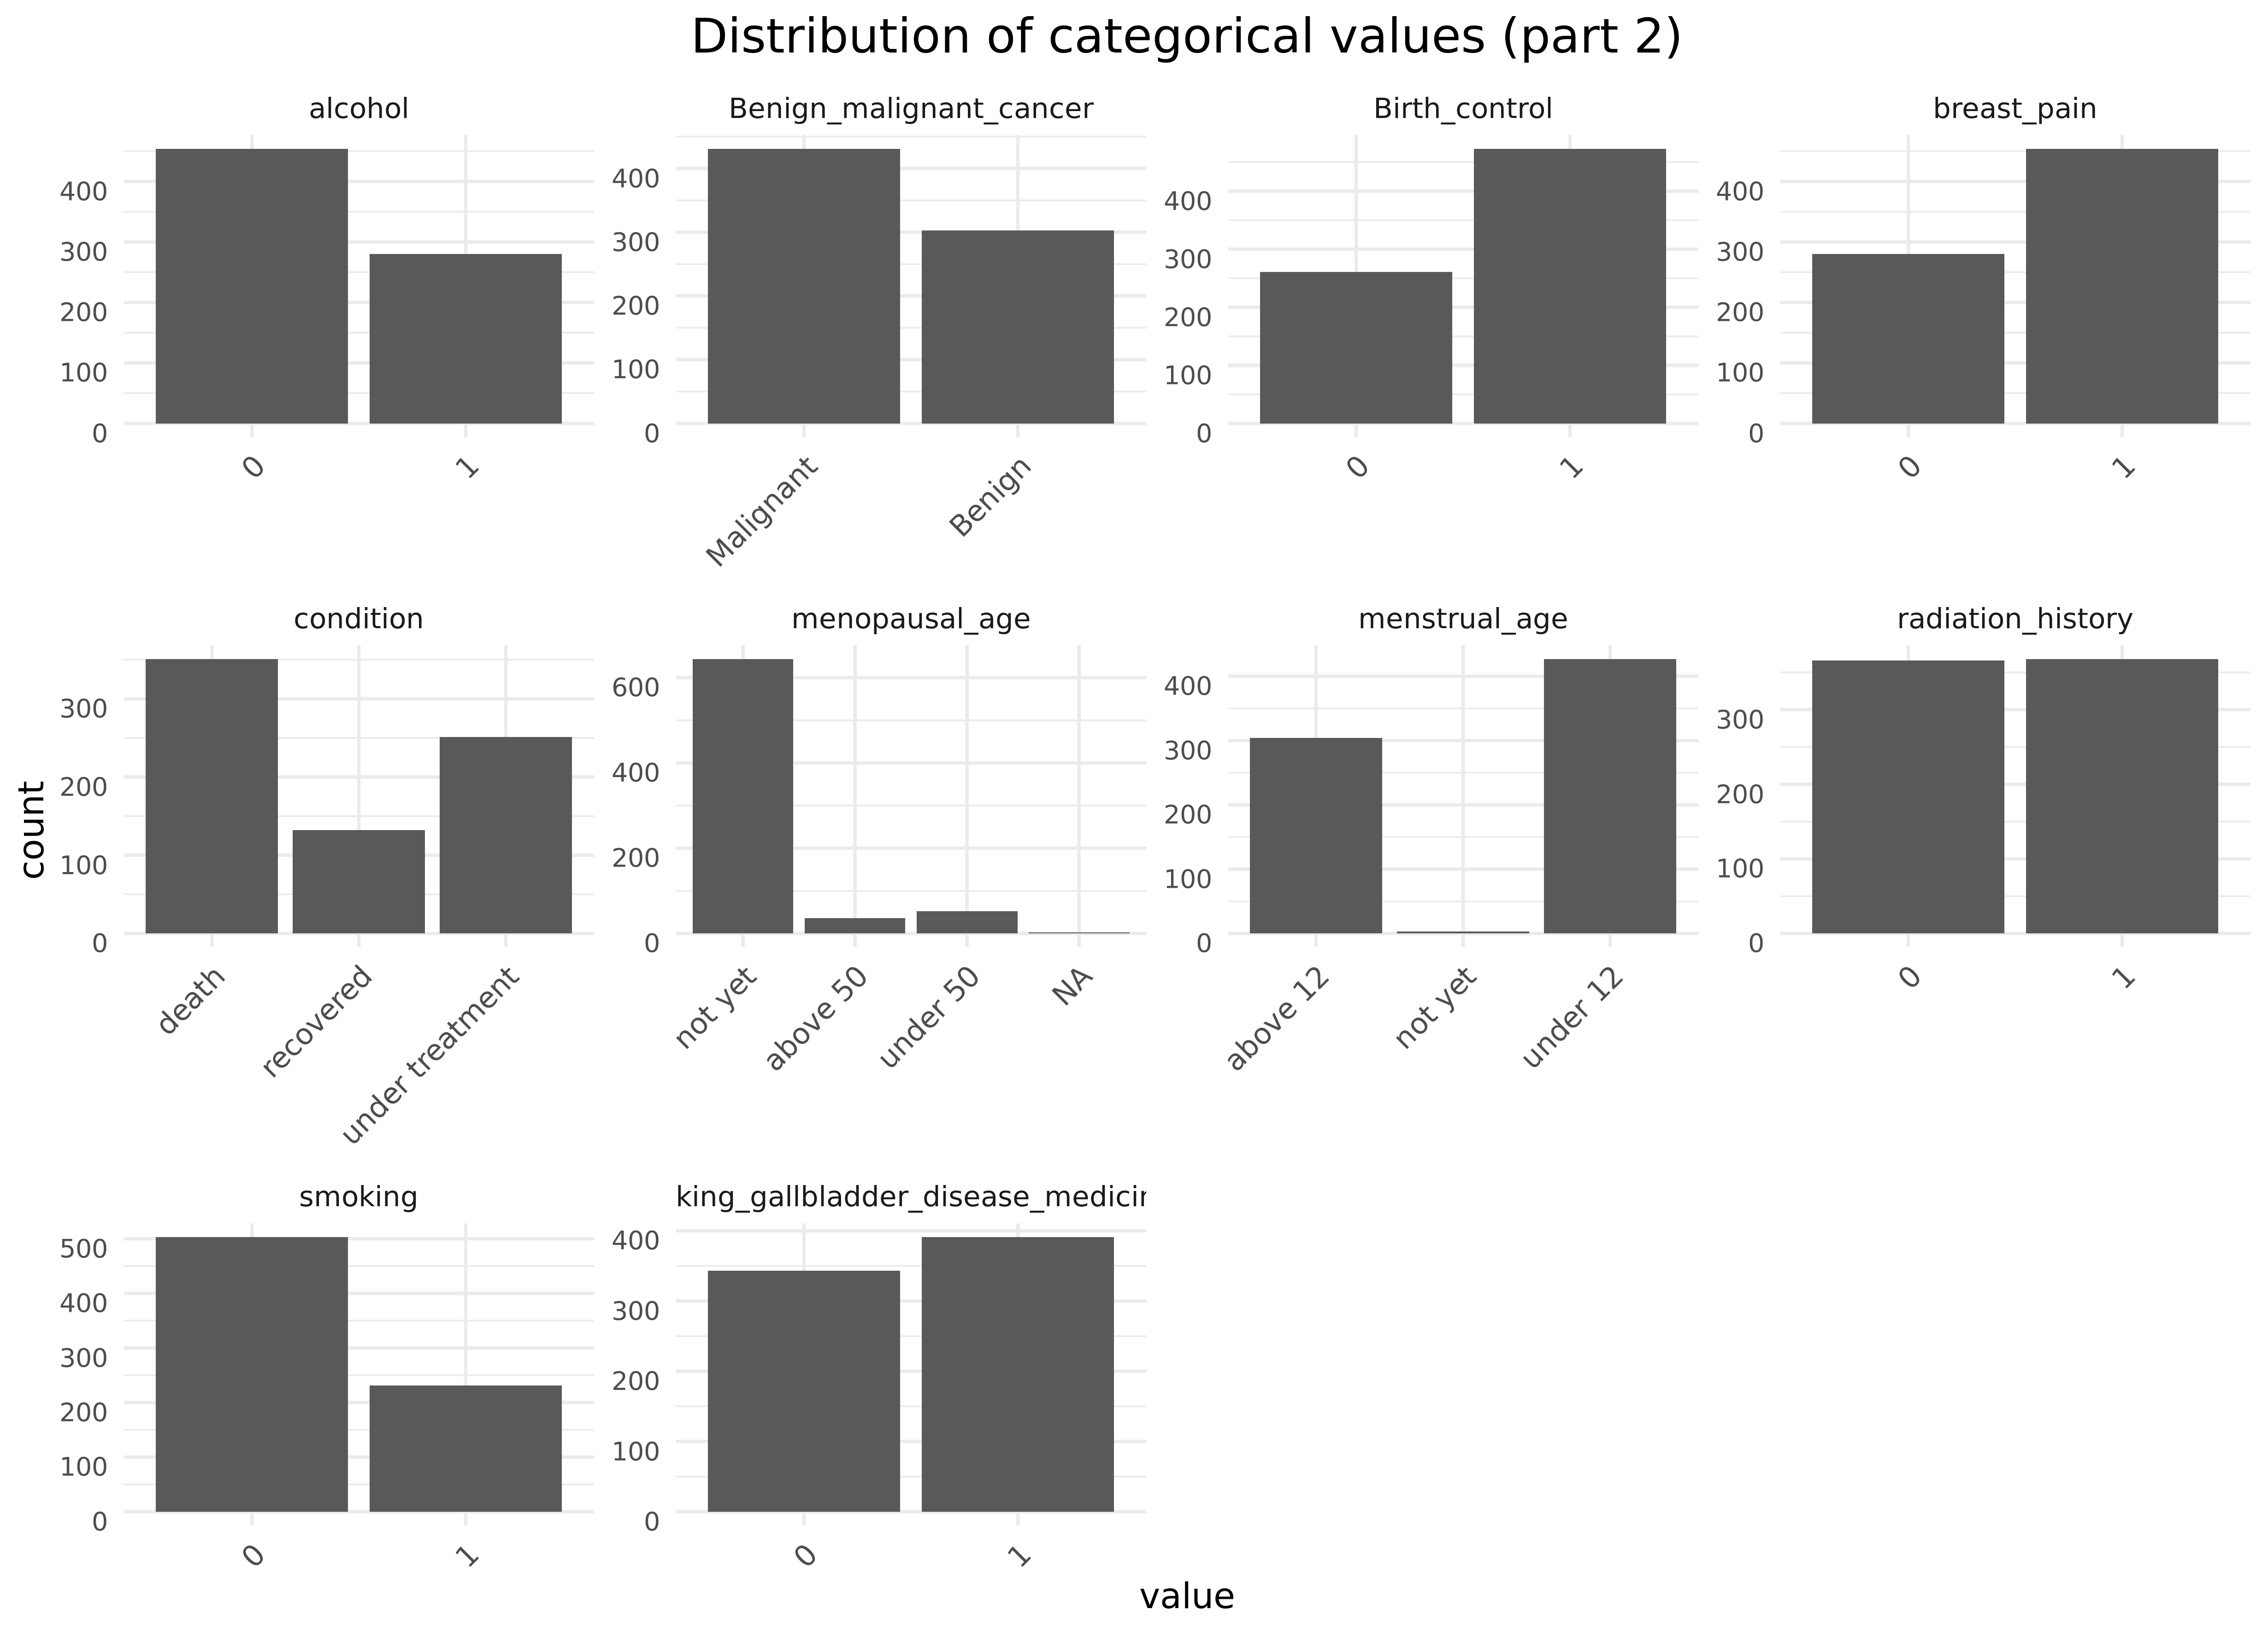 Distribution of categorical values (part 2)
alcohol
Benign_malignant_cancer
Birth_control
breast_pain
400
300
200
100
0
0
1
400
300
200
100
0
Malignant
Benign
400
300
200
100
0
0
1
400
300
200
100
0
0
1
count
condition
menopausal_age
menstrual_age
radiation_history
300
200
100
0
death
recovered
under treatment
600
400
200
0
not yet
above 50
under 50
NA
400
300
200
100
0
above 12
not yet
under 12
300
200
100
0
0
1
smoking
king_gallbladder_disease_medicin
500
400
300
200
100
0
0
1
400
300
200
100
0
0
1
value